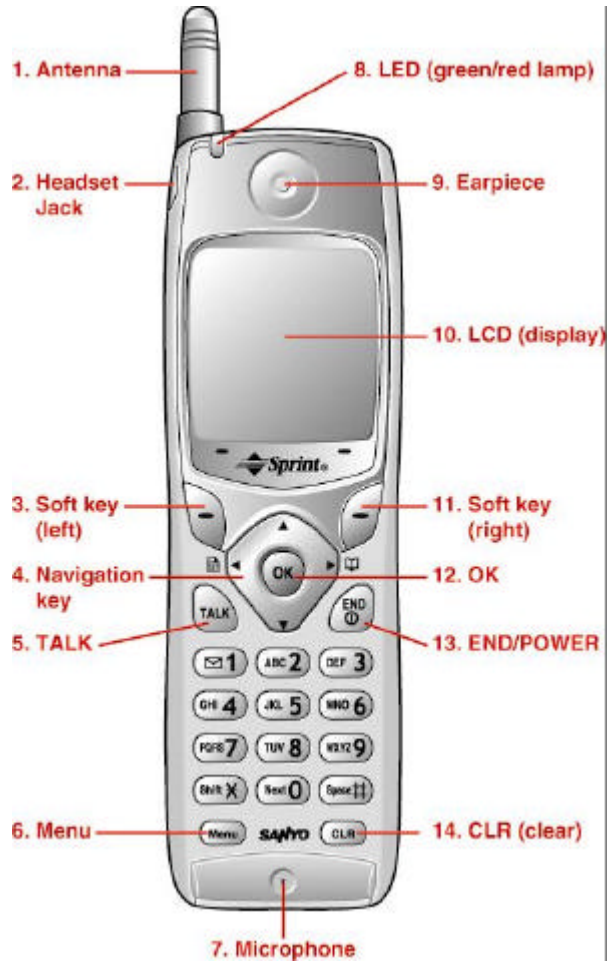 1. Antenna
8. LED (green/red lamp)
2. Headset
Jack
9. Earpiece
10. LCD (display)
Sprint
3. Soft key
(left)
11. Soft key
(right)
4. Navigation
key
OK
12. OK
TALK
END
5. TALK
13. END/POWER
1 ABC 2 DEF 3
GHI 4 JKL 5 MNO 6
PQRS 7 TUV 8 WXYZ 9
Shift * Next 0 Space #
6. Menu
Menu SANYO CLR
14. CLR (clear)
7. Microphone